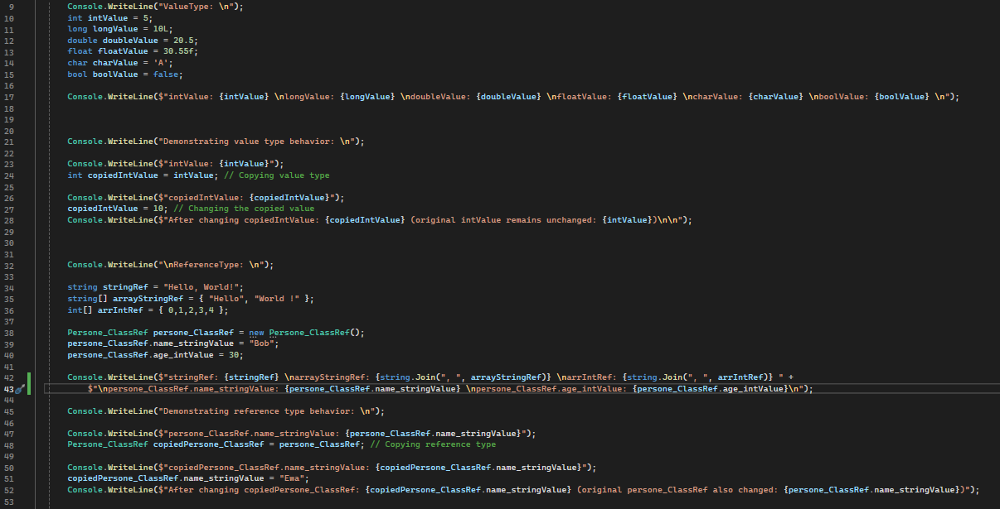 9 Console.WriteLine("ValueType: \n");
10 int intValue = 5;
11 long longValue = 10L;
12 double doubleValue = 20.5;
13 float floatValue = 30.55f;
14 char charValue = 'A';
15 bool boolValue = false;
16
17 Console.WriteLine($"intValue: {intValue} \nlongValue: {longValue} \ndoubleValue: {doubleValue} \nfloatValue: {floatValue} \ncharValue: {charValue} \nboolValue: {boolValue} \n");
18
19
20
21 Console.WriteLine("Demonstrating value type behavior: \n");
22
23 Console.WriteLine($"intValue: {intValue}");
24 int copiedIntValue = intValue; // Copying value type
25
26 Console.WriteLine($"copiedIntValue: {copiedIntValue}");
27 copiedIntValue = 10; // Changing the copied value
28 Console.WriteLine($"After changing copiedIntValue: {copiedIntValue} (original intValue remains unchanged: {intValue})\n\n");
29
30
31
32 Console.WriteLine("\nReferenceType: \n");
33
34 string stringRef = "Hello, World!";
35 string[] arrayStringRef = { "Hello", "World !" };
36 int[] arrIntRef = { 0,1,2,3,4 };
37
38 Persone_ClassRef persone_ClassRef = new Persone_ClassRef();
39 persone_ClassRef.name_stringValue = "Bob";
40 persone_ClassRef.age_intValue = 30;
41
42 Console.WriteLine($"stringRef: {stringRef} \narrayStringRef: {string.Join(", ", arrayStringRef)} \narrIntRef: {string.Join(", ", arrIntRef)} " +
43 $"\npersone_ClassRef.name_stringValue: {persone_ClassRef.name_stringValue} \npersone_ClassRef.age_intValue: {persone_ClassRef.age_intValue}\n");
44
45 Console.WriteLine("Demonstrating reference type behavior: \n");
46
47 Console.WriteLine($"persone_ClassRef.name_stringValue: {persone_ClassRef.name_stringValue}");
48 Persone_ClassRef copiedPersone_ClassRef = persone_ClassRef; // Copying reference type
49
50 Console.WriteLine($"copiedPersone_ClassRef.name_stringValue: {copiedPersone_ClassRef.name_stringValue}");
51 copiedPersone_ClassRef.name_stringValue = "Ewa";
52 Console.WriteLine($"After changing copiedPersone_ClassRef: {copiedPersone_ClassRef.name_stringValue} (original persone_ClassRef also changed: {persone_ClassRef.name_stringValue})");
53